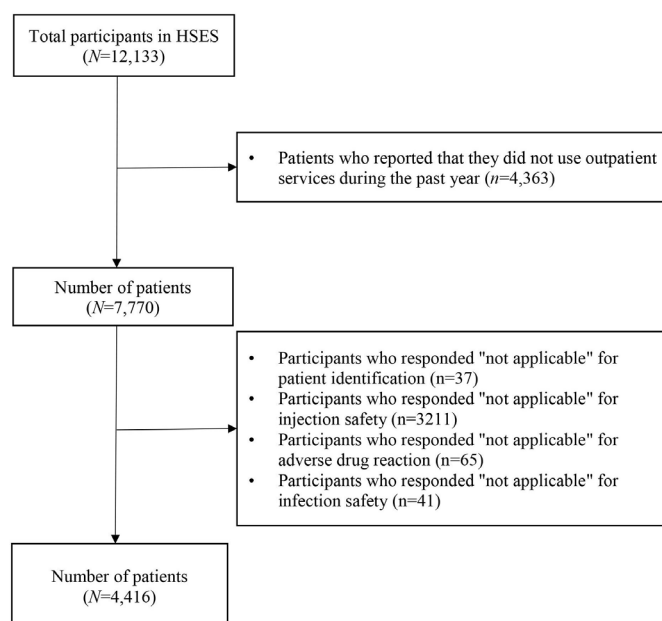 Total participants in HSES
(N=12,133)
• Patients who reported that they did not use outpatient
services during the past year (n=4,363)
Number of patients
(N=7,770)
• Participants who responded "not applicable" for
patient identification (n=37)
• Participants who responded "not applicable" for
injection safety (n=3211)
• Participants who responded "not applicable" for
adverse drug reaction (n=65)
• Participants who responded "not applicable" for
infection safety (n=41)
Number of patients
(N=4,416)